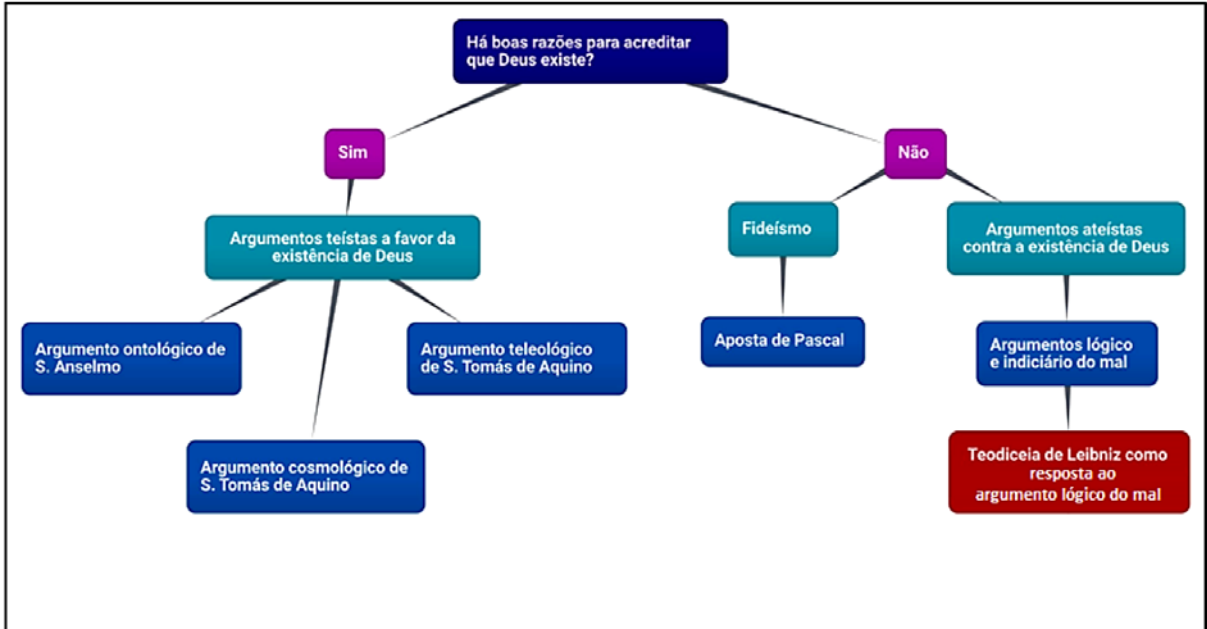 Há boas razões para acreditar
que Deus existe?
Sim
Não
Argumentos teístas a favor da
existência de Deus
Fideísmo
Argumentos ateístas
contra a existência de Deus
Argumento ontológico de
S. Anselmo
Argumento teleológico
de S. Tomás de Aquino
Aposta de Pascal
Argumentos lógico
e indiciário do mal
Argumento cosmológico de
S. Tomás de Aquino
Teodiceia de Leibniz como
resposta ao
argumento lógico do mal